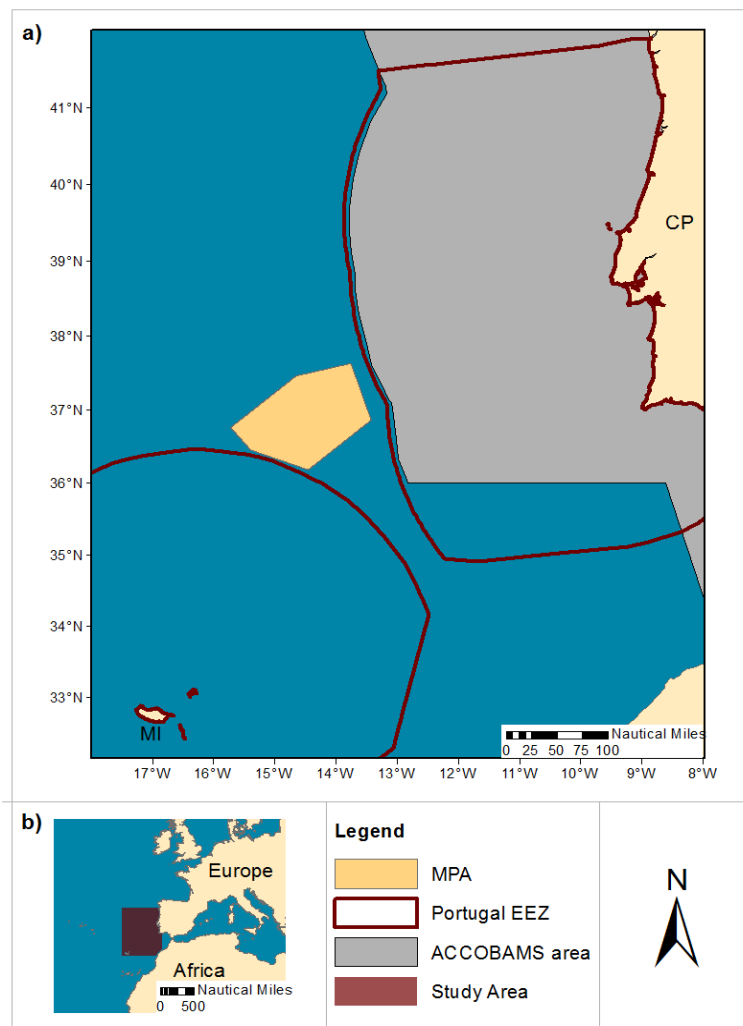 a)
41°N
40°N
39°N
CP
38°N
37°N
36°N
35°N
34°N
33°N
MI
Nautical Miles
0 25 50 75 100
17°W 16°W 15°W 14°W 13°W 12°W 11°W 10°W 9°W 8°W
b)
Europe
Africa
Nautical Miles
0 500
Legend
MPA
Portugal EEZ
ACCOBAMS area
Study Area
N